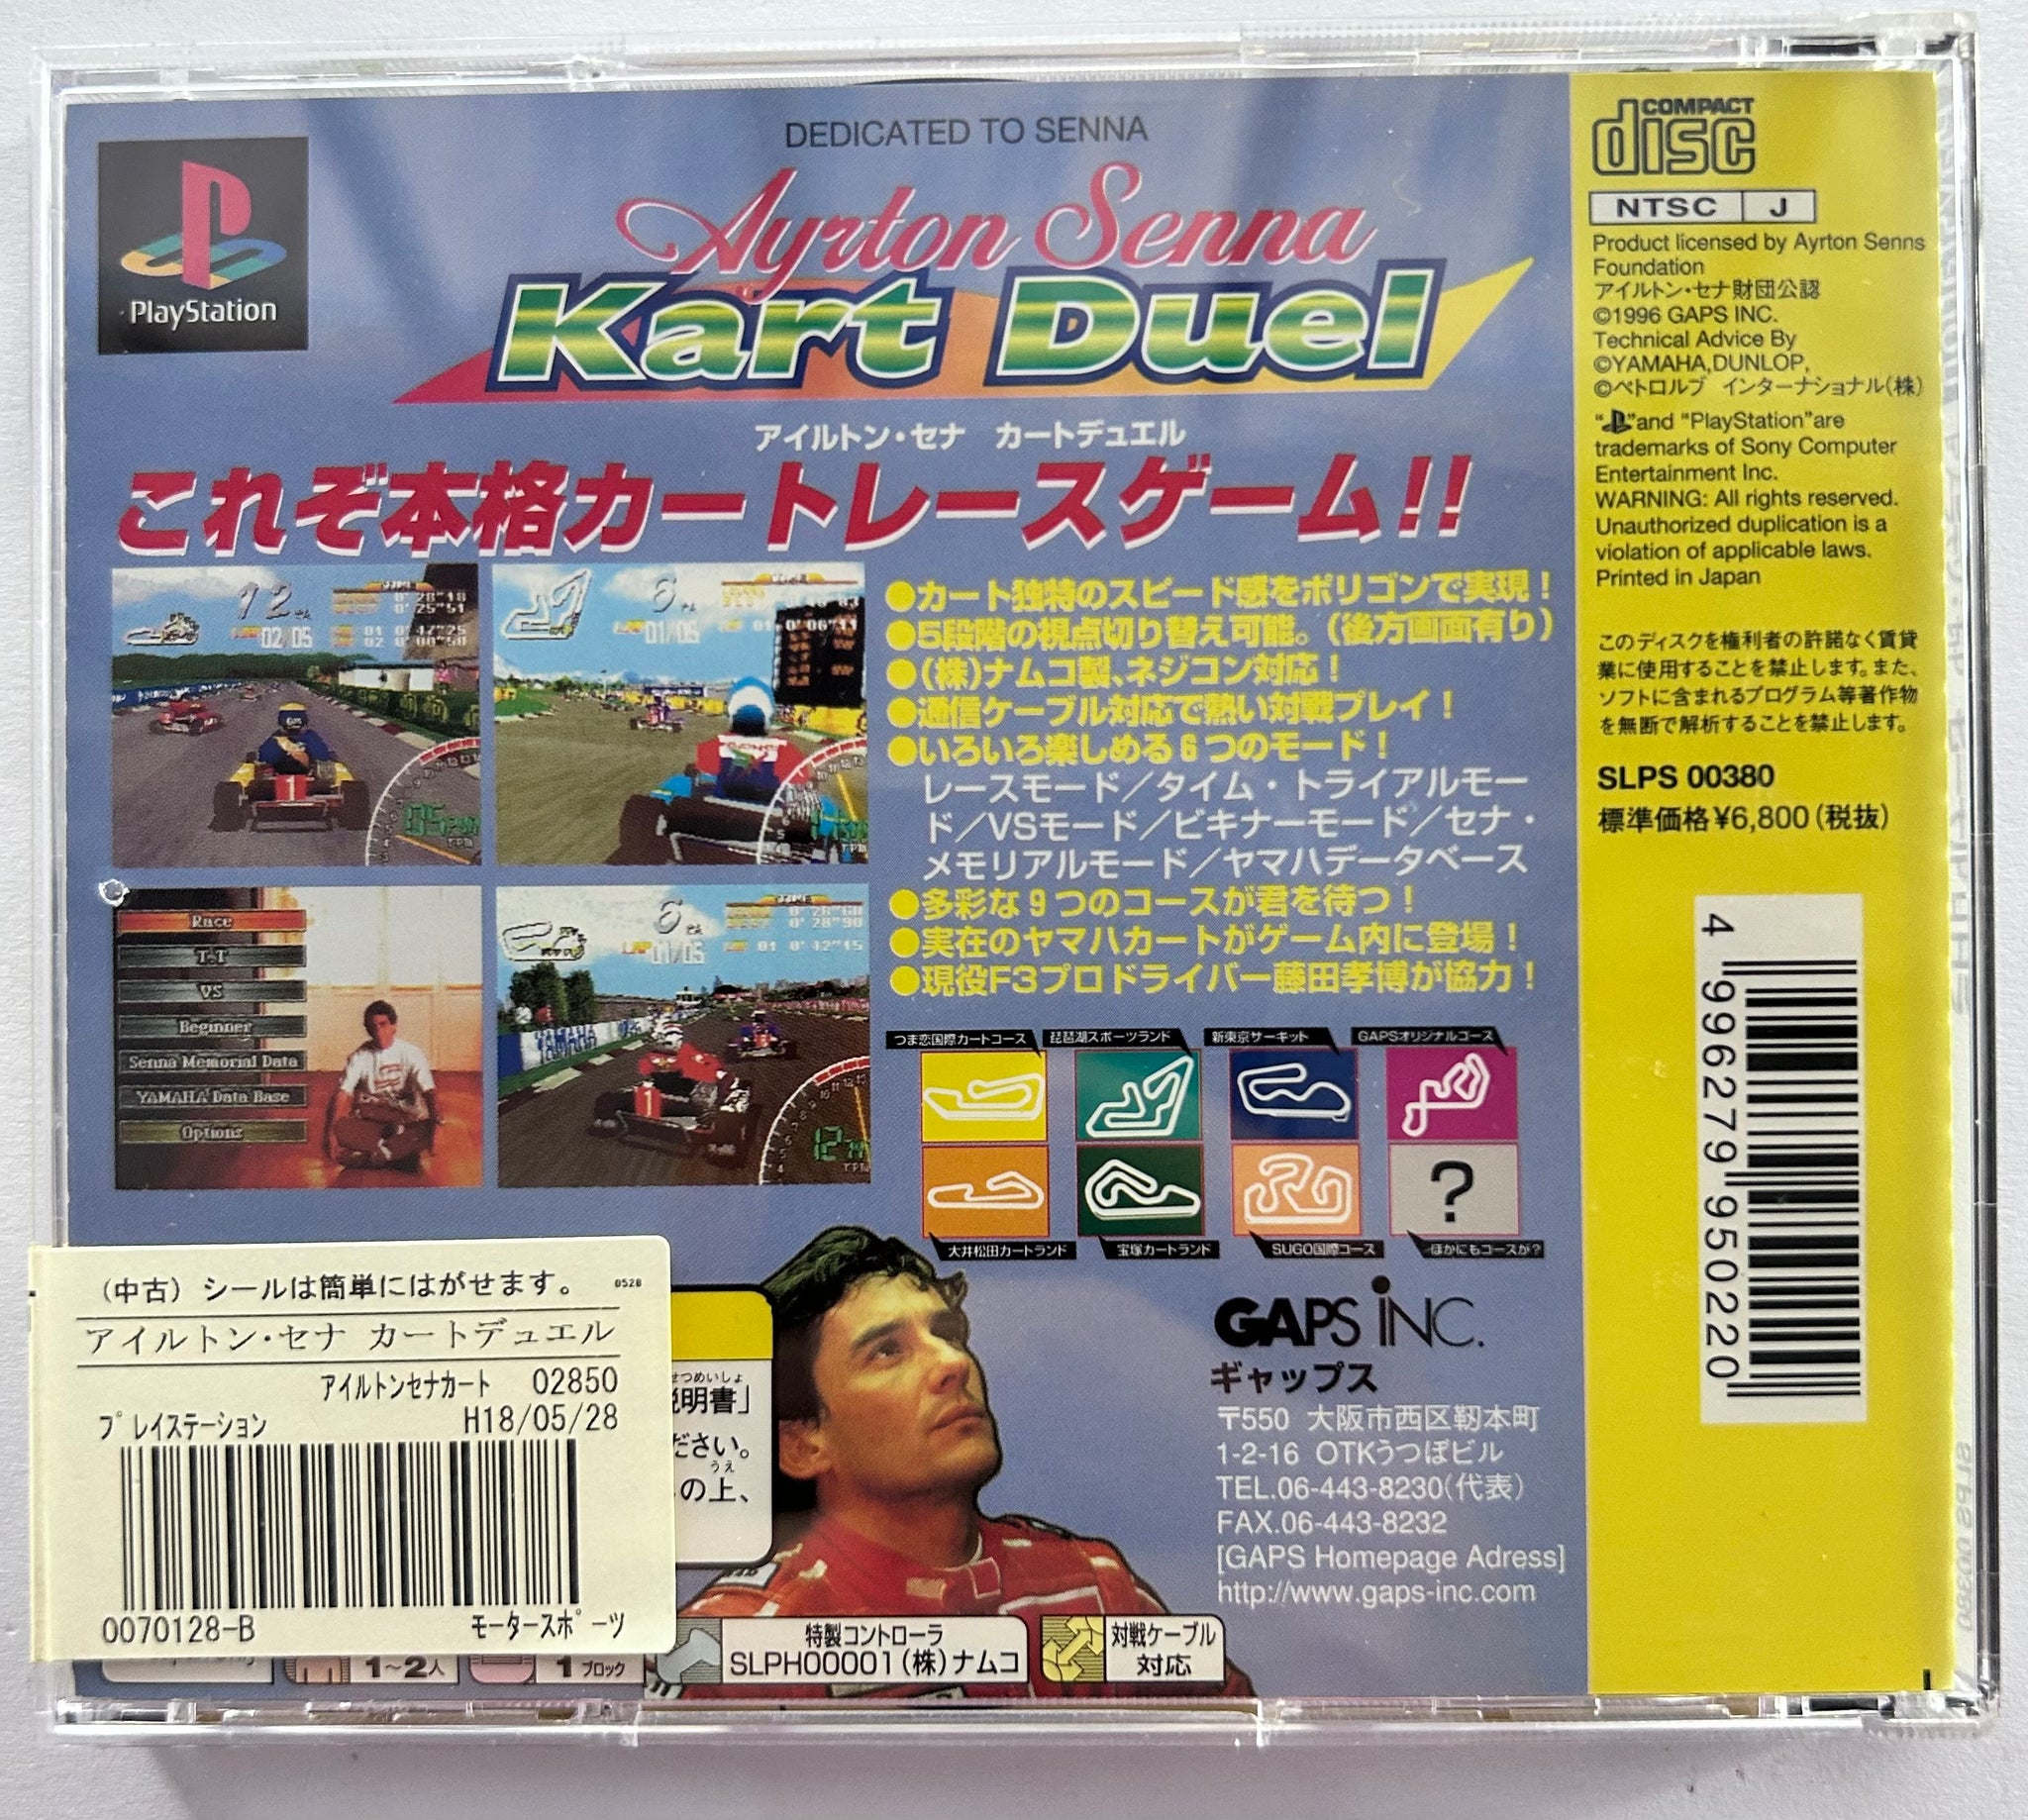 DEDICATED TO SENNA
Ayrton Senna
Kart Duel
PlayStation
アイルトン・セナ　カートデュエル
これぞ本格カートレースゲーム!!
12
02/05
6
01/06
●カート独特のスピード感をポリゴンで実現！
●5段階の視点切り替え可能。（後方画面有り）
●(株)ナムコ製、ネジコン対応！
●通信ケーブル対応で熱い対戦プレイ！
●いろいろ楽しめる6つのモード！
レースモード／タイム・トライアルモー
ド／VSモード／ビキナーモード／セナ・
メモリアルモード／ヤマハデータベース
●多彩な9つのコースが君を待つ！
●実在のヤマハカートがゲーム内に登場！
●現役F3プロドライバー藤田孝博が協力！
Race
T.T
VS
Beginner
Senna Memorial Data
YAMAHA Data Base
Options
6
01/05
YAMAHA
つま恋国際カートコース
琵琶湖スポーツランド
新東京サーキット
GAPSオリジナルコース
?
大井松田カートランド
宝塚カートランド
SUGO国際コース
ほかにもコースが？
GAPS iNC.
ギャップス
〒550 大阪市西区靭本町
1-2-16 OTKうつぼビル
TEL.06-443-8230(代表)
FAX.06-443-8232
[GAPS Homepage Adress]
http://www.gaps-inc.com
（中古）シールは簡単にはがせます。 0528
アイルトン・セナ カートデュエル
ｱｲﾙﾄﾝｾﾅｶｰﾄ 02850
ﾌﾟﾚｲｽﾃｰｼｮﾝ H18/05/28
0070128-B ﾓｰﾀｰｽﾎﾟｰﾂ
せつめいしょ
説明書」
ださい。
うえ
の上、
1～2人
1 ブロック
特製コントローラ
SLPH00001(株)ナムコ
対戦ケーブル
対応
COMPACT
disc
NTSC J
Product licensed by Ayrton Senns
Foundation
アイルトン・セナ財団公認
©1996 GAPS INC.
Technical Advice By
©YAMAHA,DUNLOP,
©ペトロルブ インターナショナル(株)
“ ”and “PlayStation”are
trademarks of Sony Computer
Entertainment Inc.
WARNING: All rights reserved.
Unauthorized duplication is a
violation of applicable laws.
Printed in Japan
このディスクを権利者の許諾なく賃貸
業に使用することを禁止します。また、
ソフトに含まれるプログラム等著作物
を無断で解析することを禁止します。
SLPS 00380
標準価格¥6,800(税抜)
4 996279 950220